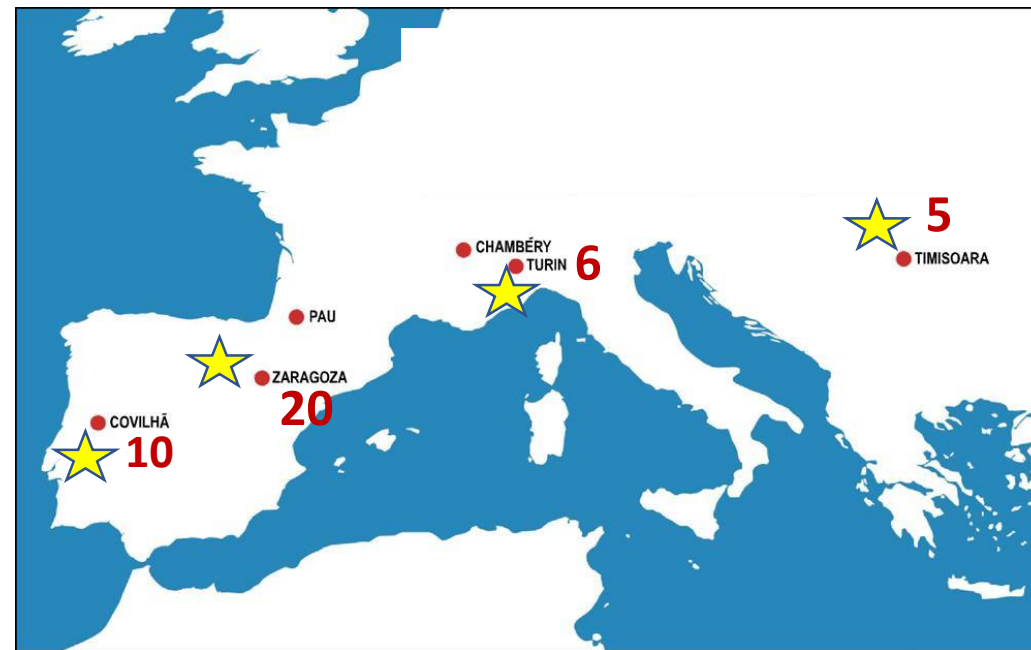 5
TIMISOARA
CHAMBÉRY
TURIN
6
PAU
ZARAGOZA
20
COVILHÃ
10